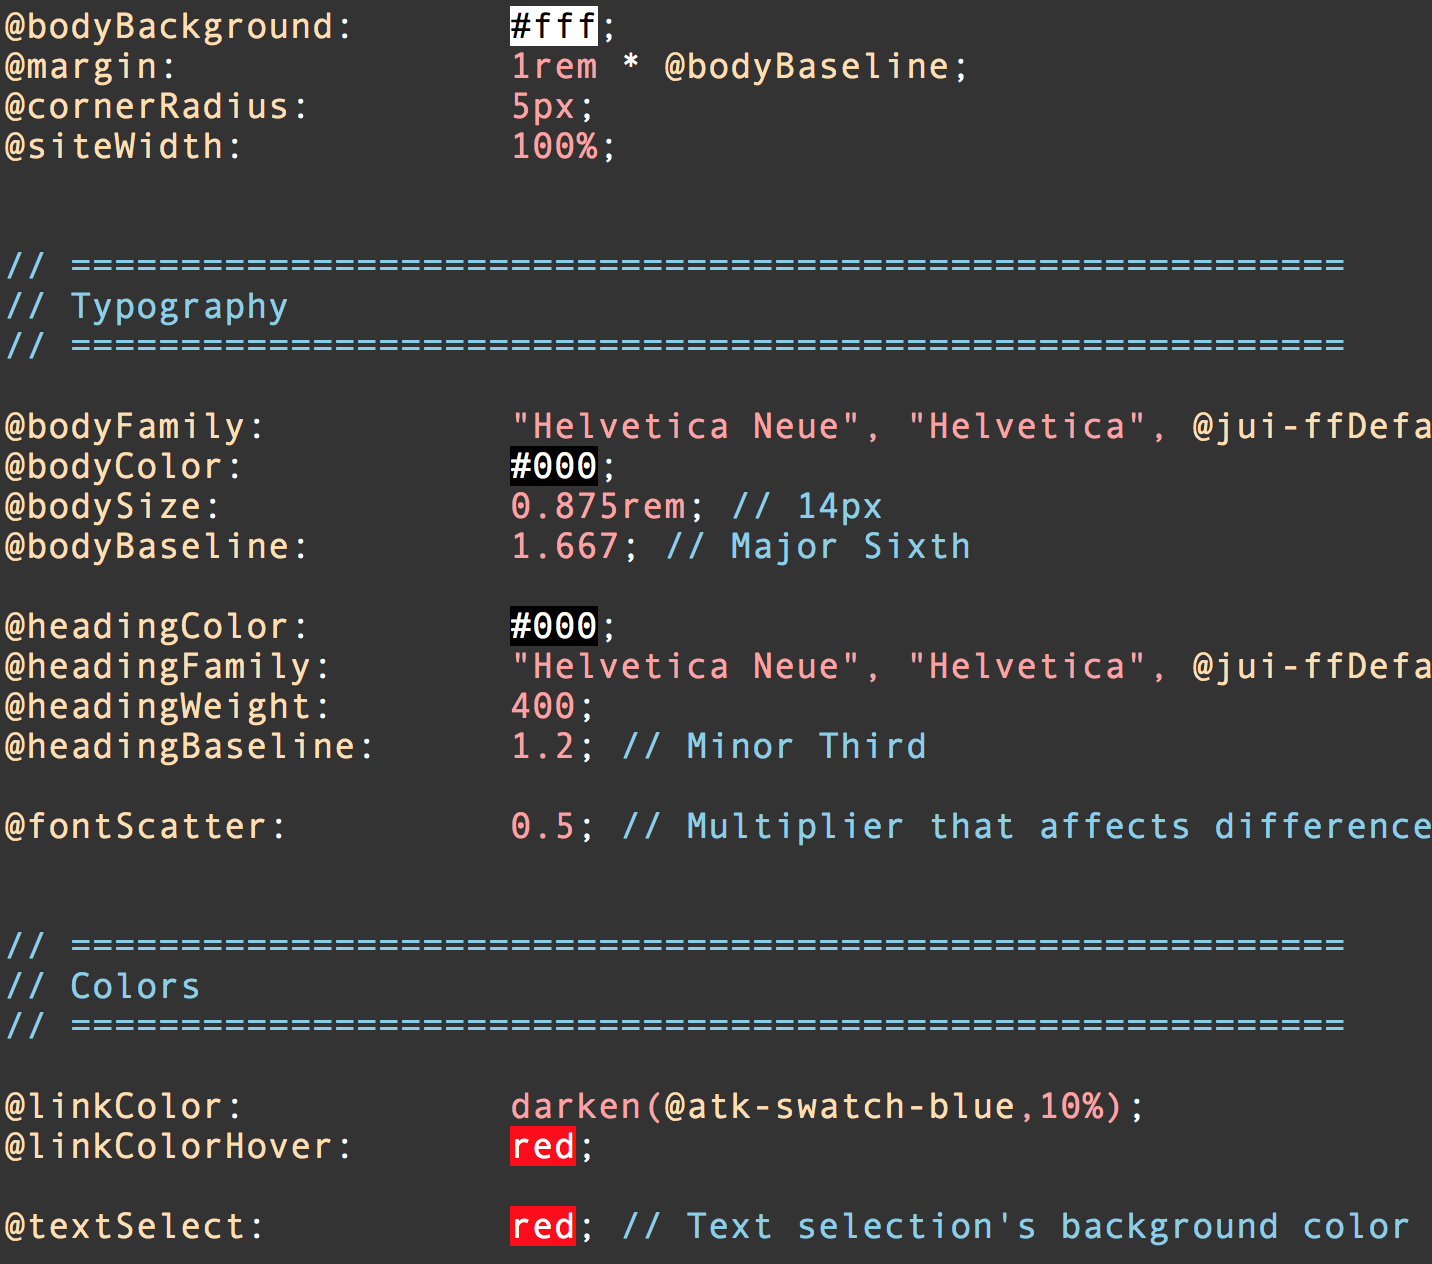 @bodyBackground: #fff;
@margin: 1rem * @bodyBaseline;
@cornerRadius: 5px;
@siteWidth: 100%;
// ==========================================================
// Typography
// ==========================================================
@bodyFamily: "Helvetica Neue", "Helvetica", @jui-ffDefa
@bodyColor: #000;
@bodySize: 0.875rem; // 14px
@bodyBaseline: 1.667; // Major Sixth
@headingColor: #000;
@headingFamily: "Helvetica Neue", "Helvetica", @jui-ffDefa
@headingWeight: 400;
@headingBaseline: 1.2; // Minor Third
@fontScatter: 0.5; // Multiplier that affects difference
// ==========================================================
// Colors
// ==========================================================
@linkColor: darken(@atk-swatch-blue,10%);
@linkColorHover: red;
@textSelect: red; // Text selection's background color